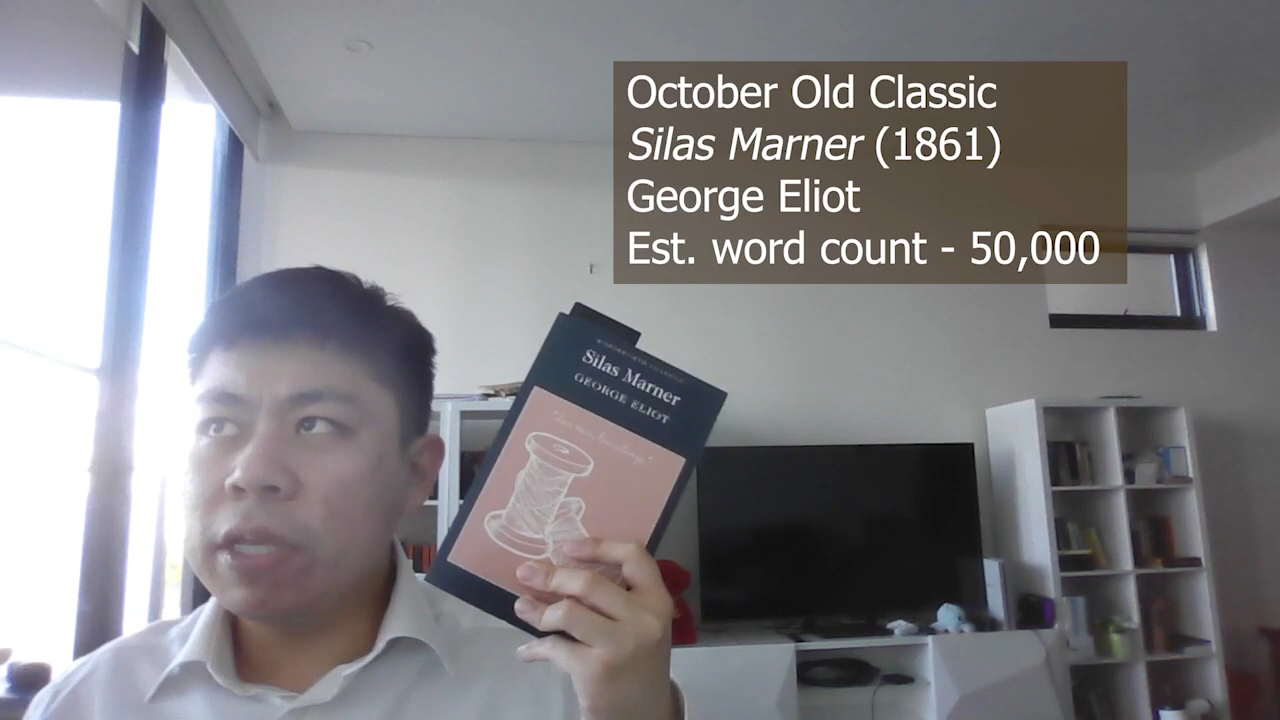 October Old Classic
Silas Marner (1861)
George Eliot
Est. word count - 50,000
Silas Marner
GEORGE ELIOT